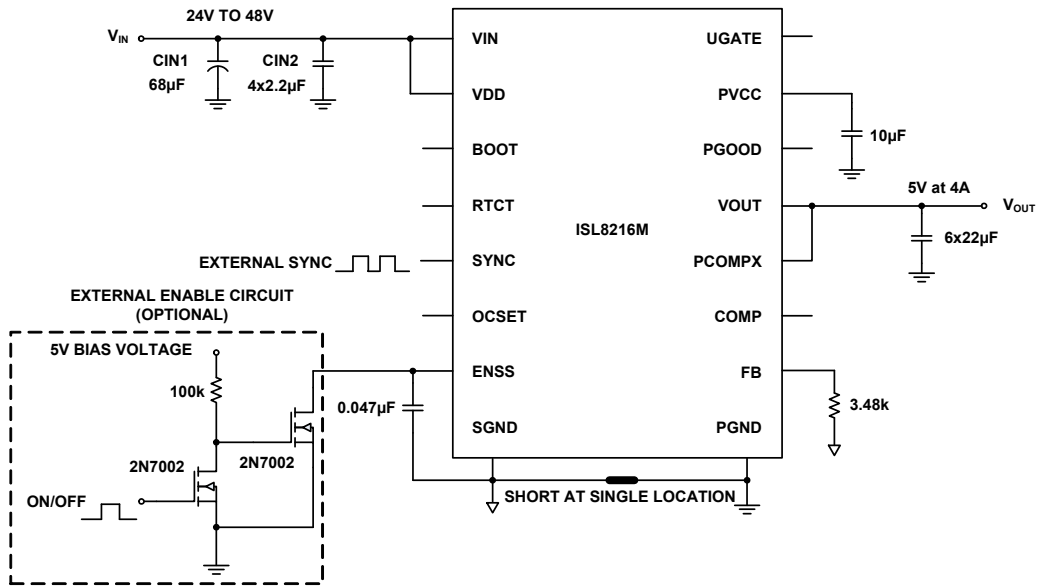 24V TO 48V
VIN
CIN1
68µF
CIN2
4x2.2µF
VIN
VDD
BOOT
RTCT
SYNC
OCSET
ENSS
SGND
ISL8216M
UGATE
PVCC
PGOOD
VOUT
PCOMPX
COMP
FB
PGND
10µF
5V at 4A
VOUT
6x22µF
3.48k
EXTERNAL SYNC
EXTERNAL ENABLE CIRCUIT
(OPTIONAL)
5V BIAS VOLTAGE
100k
2N7002
2N7002
ON/OFF
0.047µF
SHORT AT SINGLE LOCATION